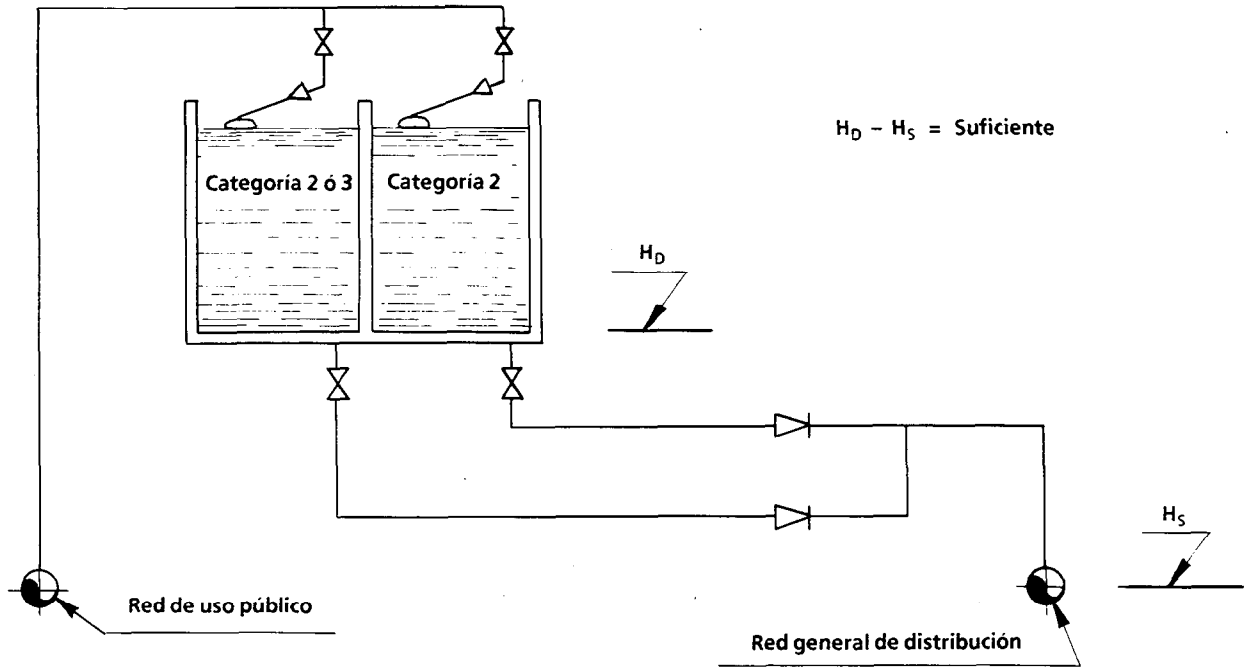 H_D – H_S = Suficiente
Categoría 2 ó 3
Categoría 2
H_D
H_S
Red de uso público
Red general de distribución